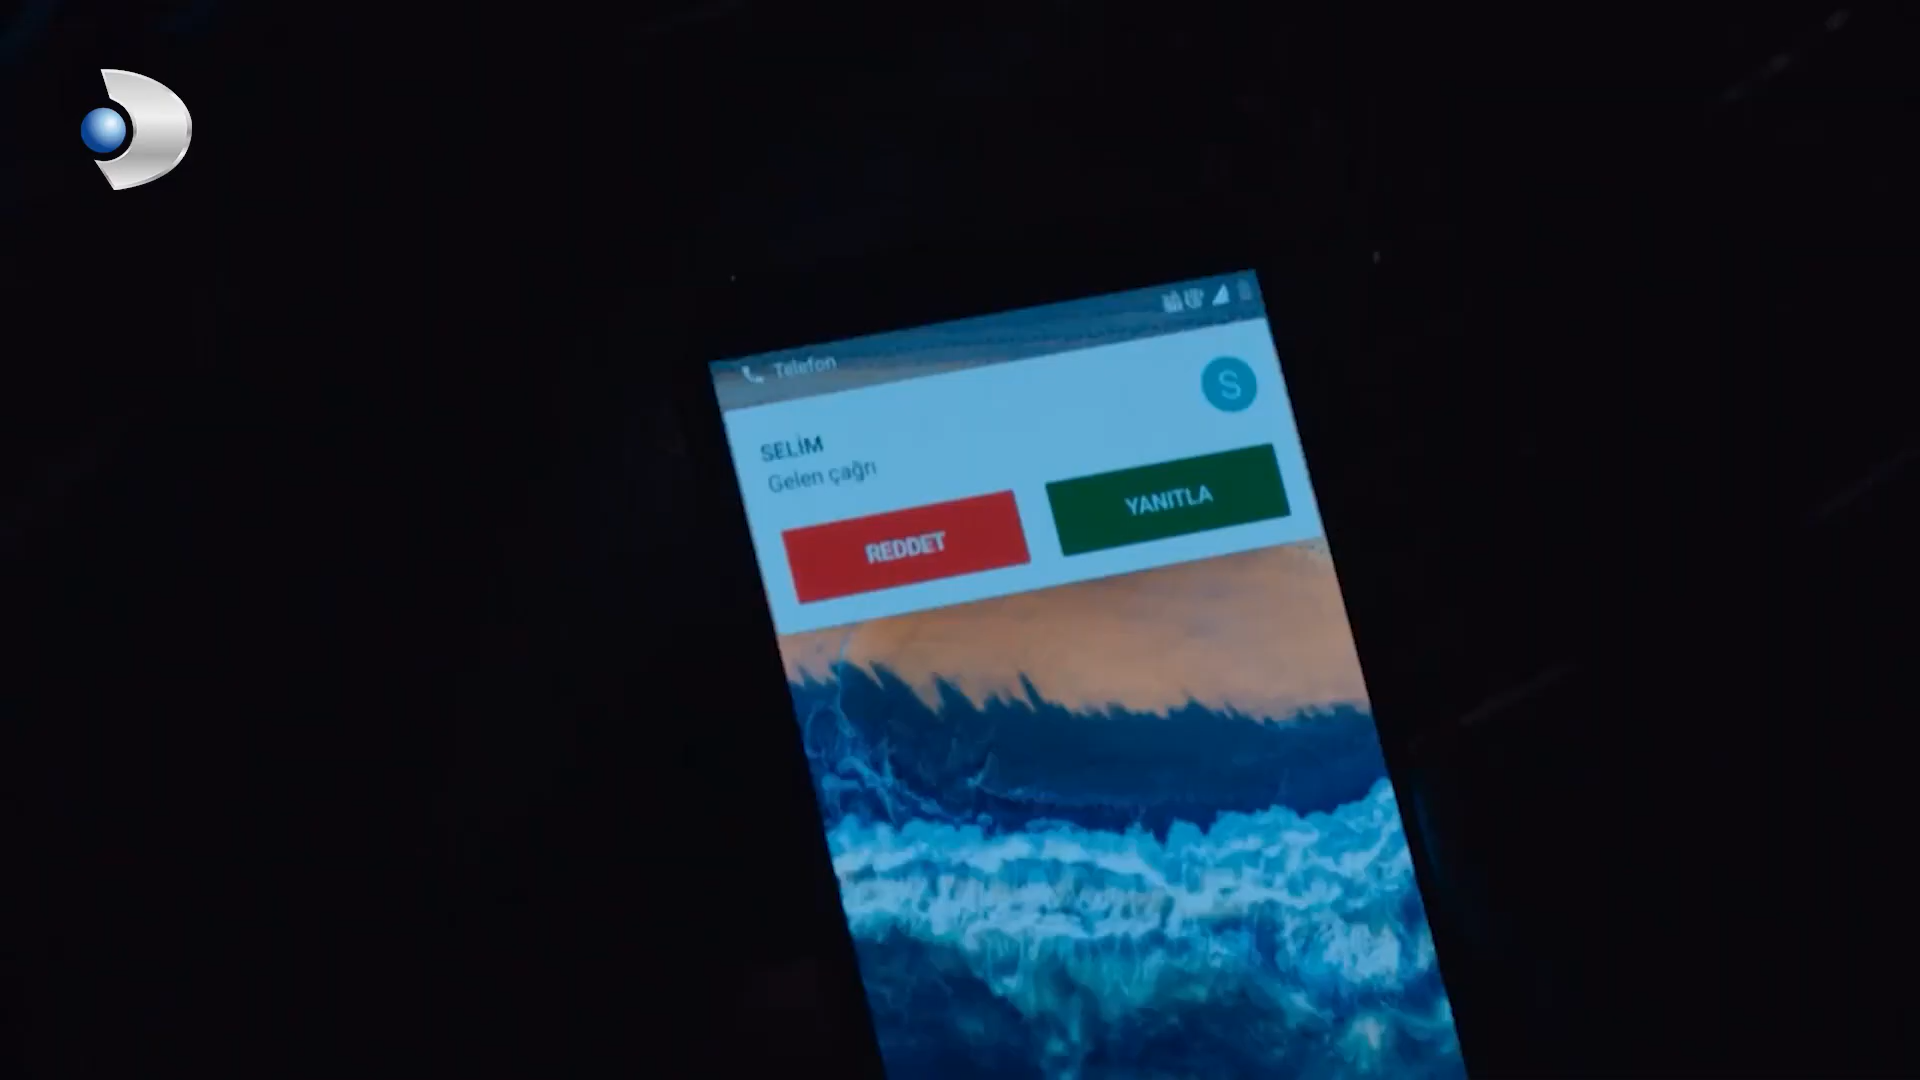 Telefon
S
SELİM
Gelen çağrı
REDDET
YANITLA